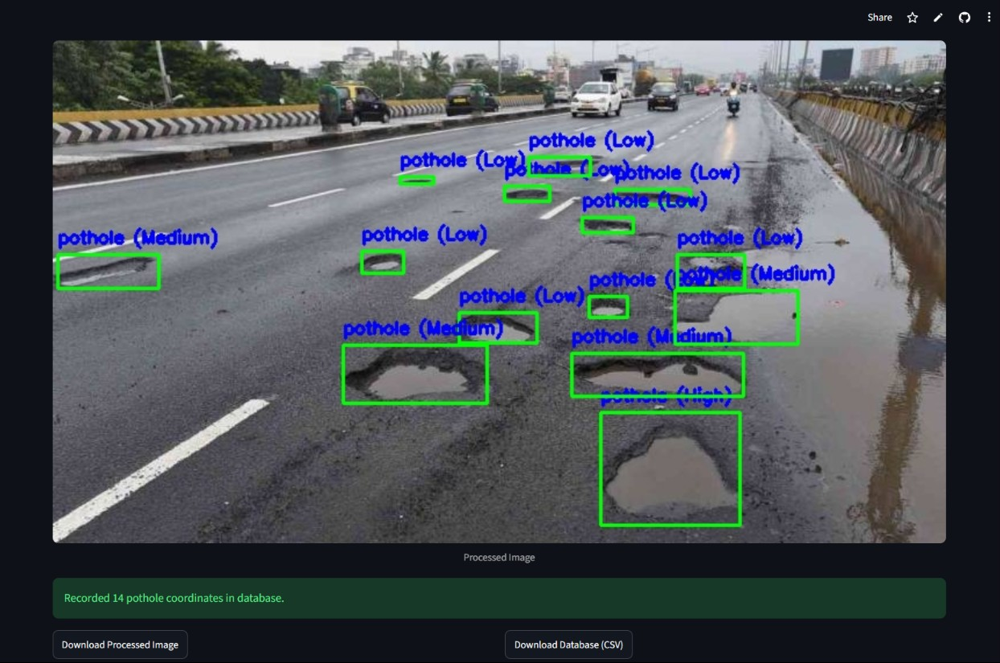 Share
pothole (Low)
pothole (Low)
pothole (Low)
pothole (Low)
pothole (Low)
pothole (Medium)
pothole (Low)
pothole (Low)
pothole (Medium)
pothole (Low)
pothole (Low)
pothole (Medium)
pothole (Medium)
pothole (High)
Processed Image
Recorded 14 pothole coordinates in database.
Download Processed Image
Download Database (CSV)